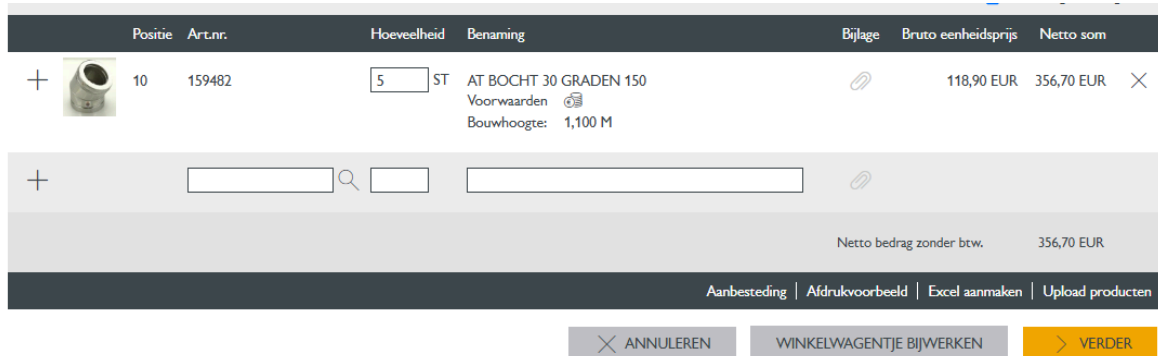 Positie Art.nr. Hoeveelheid Benaming Bijlage Bruto eenheidsprijs Netto som
10 159482 5 ST AT BOCHT 30 GRADEN 150 118,90 EUR 356,70 EUR
Voorwaarden
Bouwhoogte: 1,100 M
Netto bedrag zonder btw. 356,70 EUR
Aanbesteding | Afdrukvoorbeeld | Excel aanmaken | Upload producten
ANNULEREN WINKELWAGENTJE BIJWERKEN VERDER